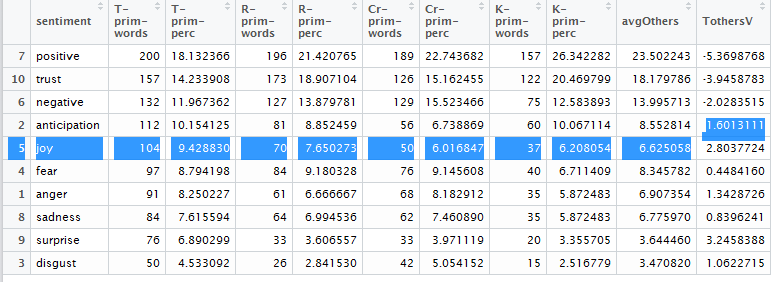 sentiment T-prim-words T-prim-perc R-prim-words R-prim-perc Cr-prim-words Cr-prim-perc K-prim-words K-prim-perc avgOthers TothersV
7 positive 200 18.132366 196 21.420765 189 22.743682 157 26.342282 23.502243 -5.3698768
10 trust 157 14.233908 173 18.907104 126 15.162455 122 20.469799 18.179786 -3.9458783
6 negative 132 11.967362 127 13.879781 129 15.523466 75 12.583893 13.995713 -2.0283515
2 anticipation 112 10.154125 81 8.852459 56 6.738869 60 10.067114 8.552814 1.6013111
5 joy 104 9.428830 70 7.650273 50 6.016847 37 6.208054 6.625058 2.8037724
4 fear 97 8.794198 84 9.180328 76 9.145608 40 6.711409 8.345782 0.4484160
1 anger 91 8.250227 61 6.666667 68 8.182912 35 5.872483 6.907354 1.3428726
8 sadness 84 7.615594 64 6.994536 62 7.460890 35 5.872483 6.775970 0.8396241
9 surprise 76 6.890299 33 3.606557 33 3.971119 20 3.355705 3.644460 3.2458388
3 disgust 50 4.533092 26 2.841530 42 5.054152 15 2.516779 3.470820 1.0622715